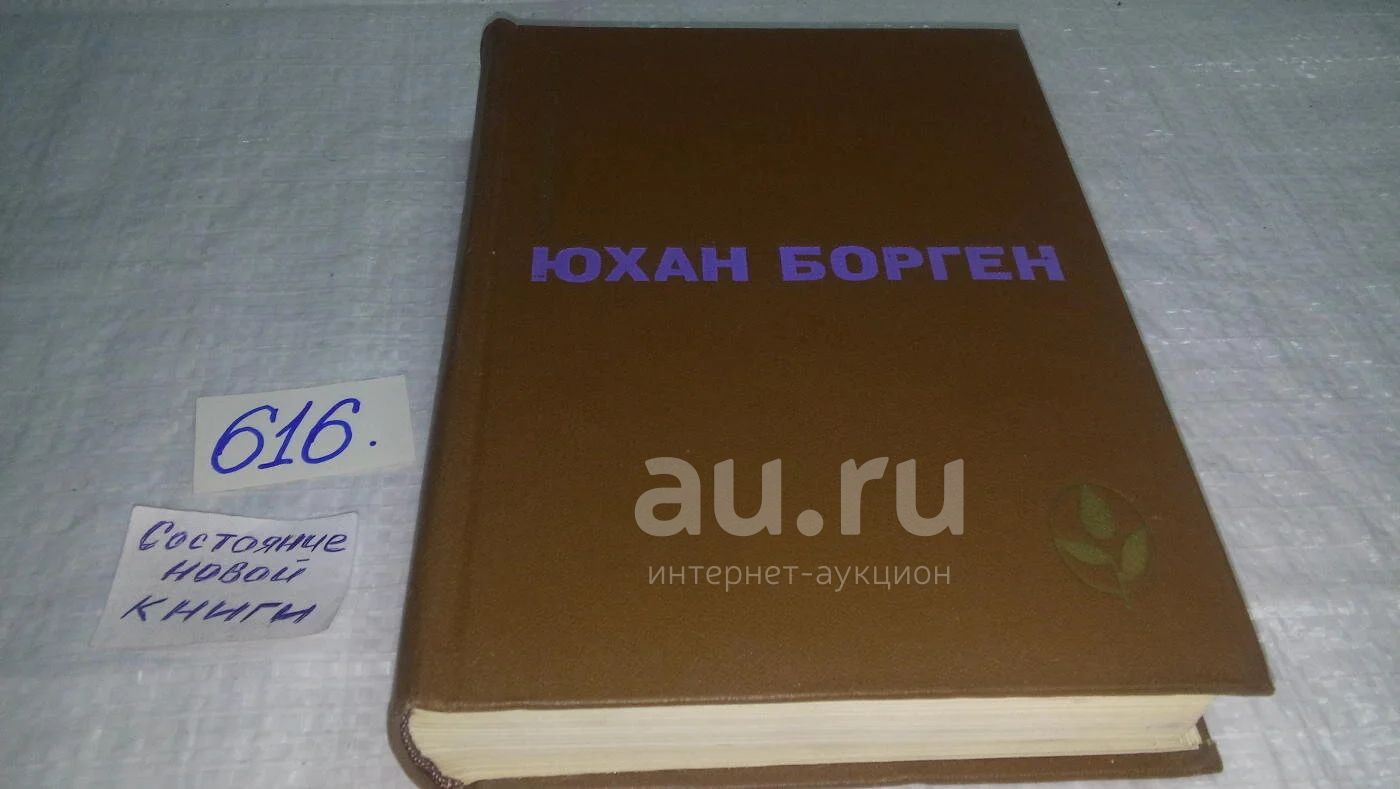 ЮХАН БОРГЕН
616.
Состояние
новой
книги
au.ru
интернет-аукцион